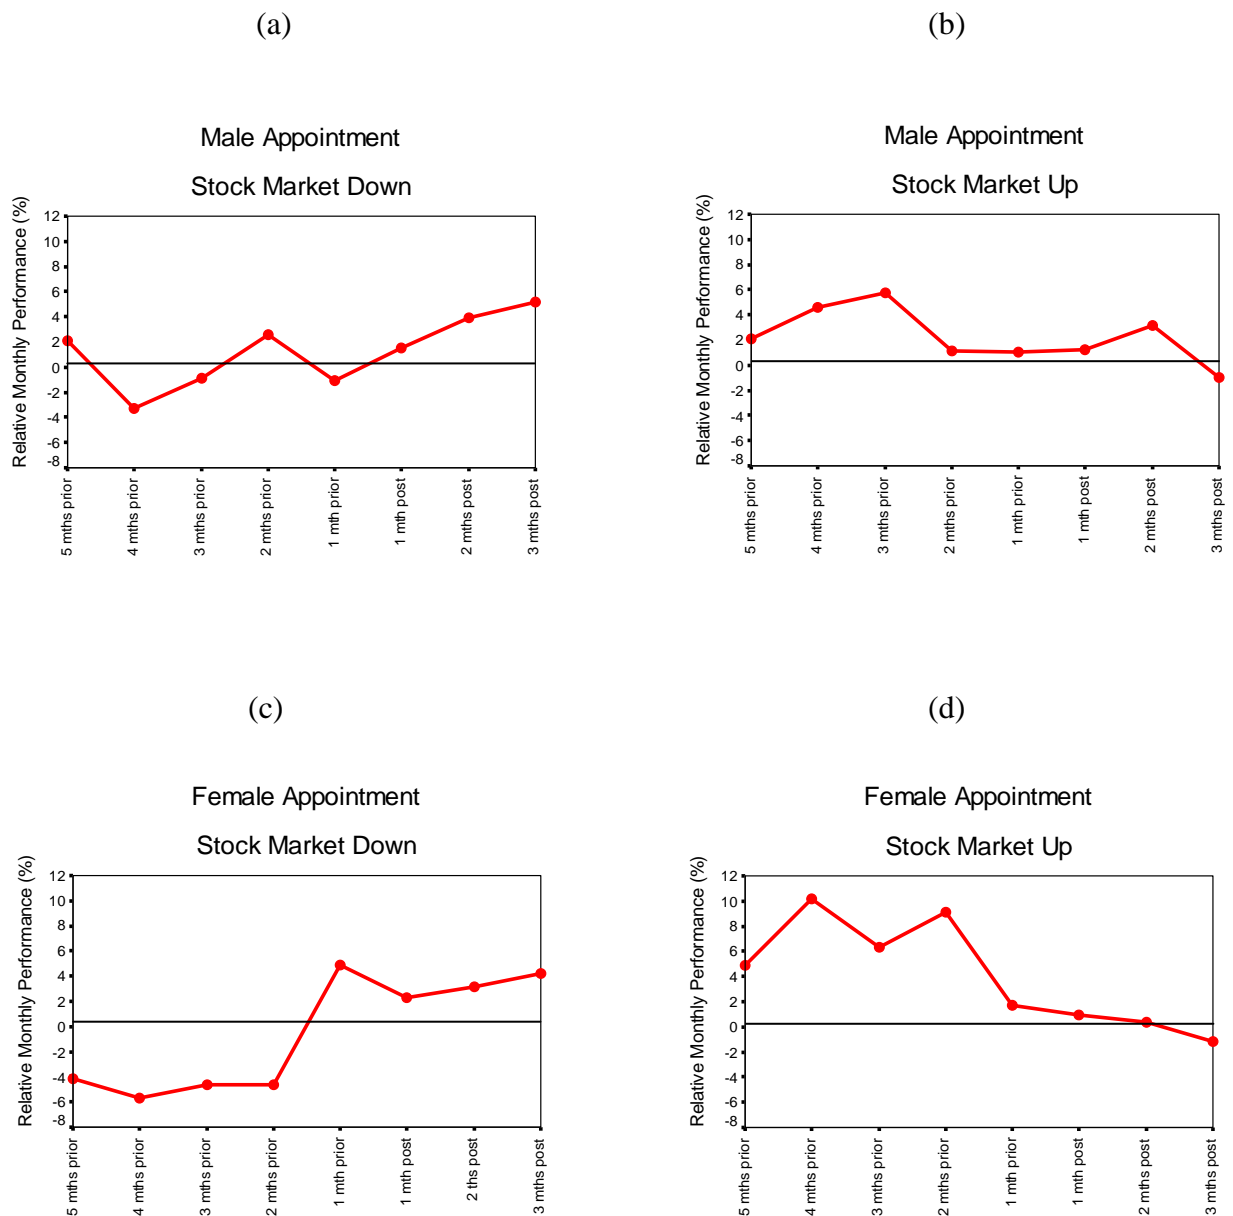 (a)
Male Appointment
Stock Market Down
Relative Monthly Performance (%)
12
10
8
6
4
2
0
-2
-4
-6
-8
5 mths prior
4 mths prior
3 mths prior
2 mths prior
1 mth prior
1 mth post
2 mths post
3 mths post
(b)
Male Appointment
Stock Market Up
Relative Monthly Performance (%)
12
10
8
6
4
2
0
-2
-4
-6
-8
5 mths prior
4 mths prior
3 mths prior
2 mths prior
1 mth prior
1 mth post
2 mths post
3 mths post
(c)
Female Appointment
Stock Market Down
Relative Monthly Performance (%)
12
10
8
6
4
2
0
-2
-4
-6
-8
5 mths prior
4 mths prior
3 mths prior
2 mths prior
1 mth prior
1 mth post
2 ths post
3 mths post
(d)
Female Appointment
Stock Market Up
Relative Monthly Performance (%)
12
10
8
6
4
2
0
-2
-4
-6
-8
5 mths prior
4 mths prior
3 mths prior
2 mths prior
1 mth prior
1 mth post
2 mths post
3 mths post